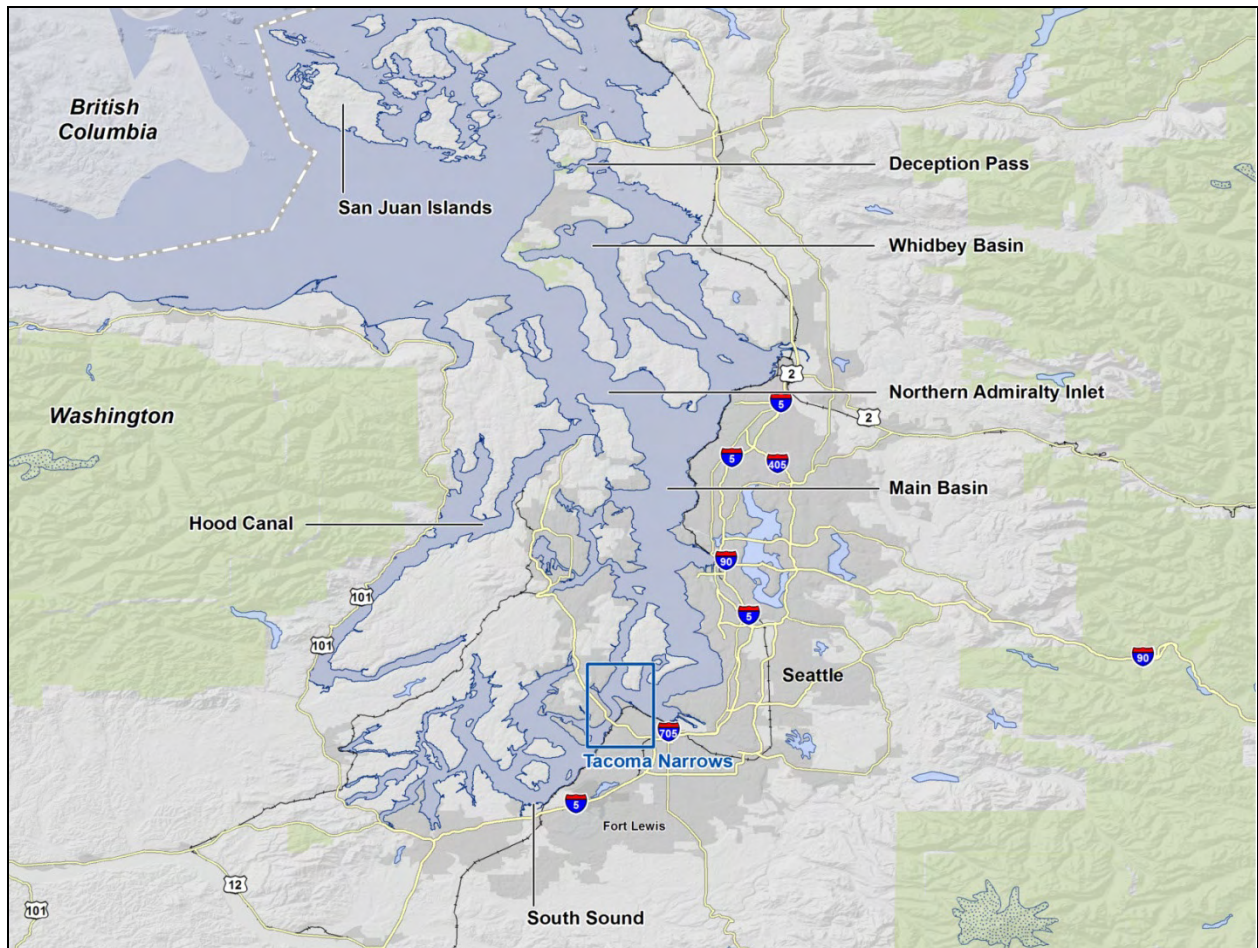 British
Columbia
San Juan Islands
Deception Pass
Whidbey Basin
Washington
2
Northern Admiralty Inlet
5
2
5
405
Main Basin
Hood Canal
90
101
5
101
90
Seattle
705
Tacoma Narrows
5
Fort Lewis
12
101
South Sound